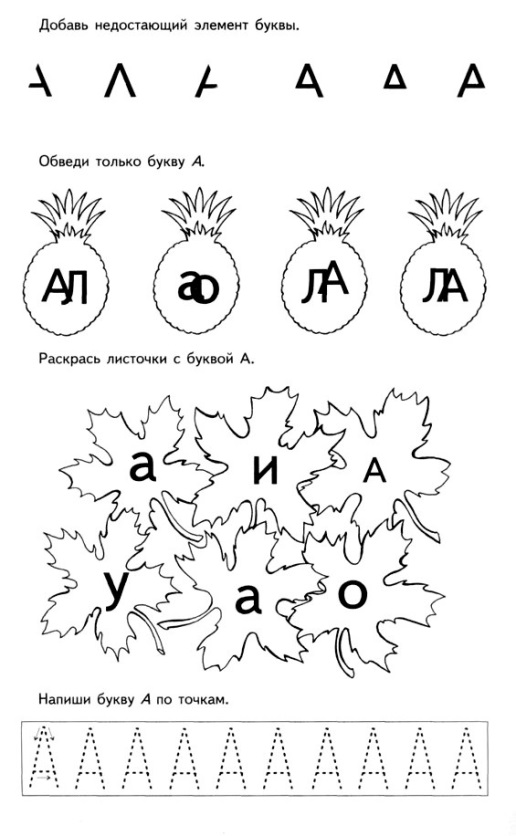 Добавь недостающий элемент буквы.
Обведи только букву А.
АЛ ао ЛА ЛА
Раскрась листочки с буквой А.
а и А
у а о
Напиши букву А по точкам.
А А А А А А А А А А